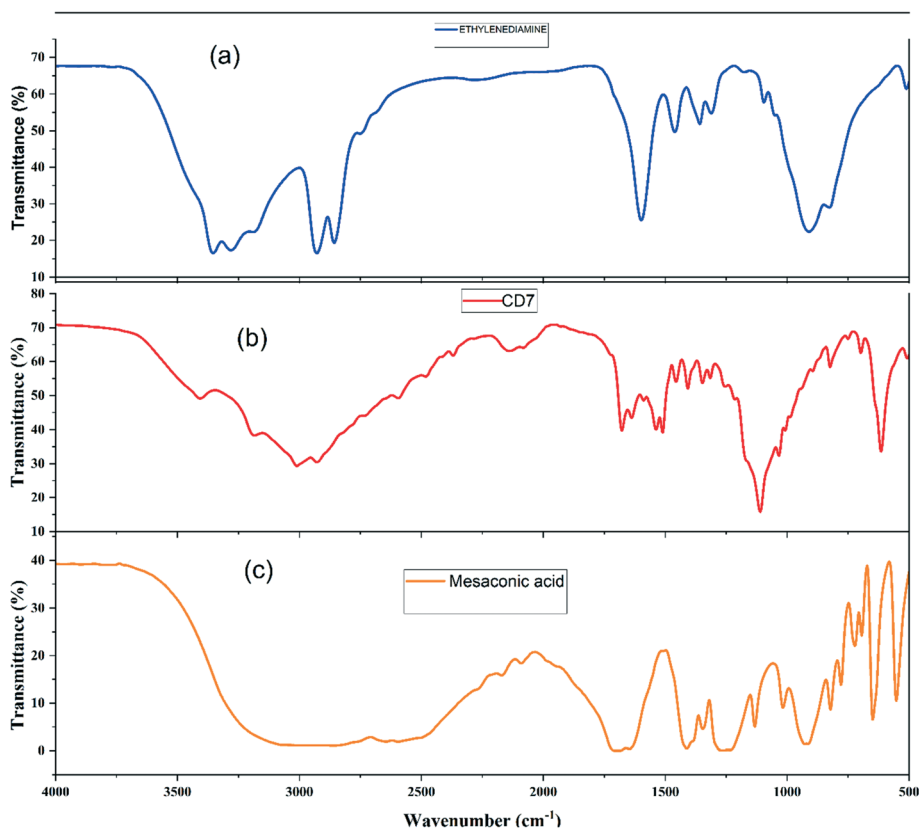 ETHYLENEDIAMINE
(a)
Transmittance (%)
70
60
50
40
30
20
10
CD7
(b)
Transmittance (%)
80
70
60
50
40
30
20
10
Mesaconic acid
(c)
Transmittance (%)
40
30
20
10
0
4000 3500 3000 2500 2000 1500 1000 500
Wavenumber (cm⁻¹)